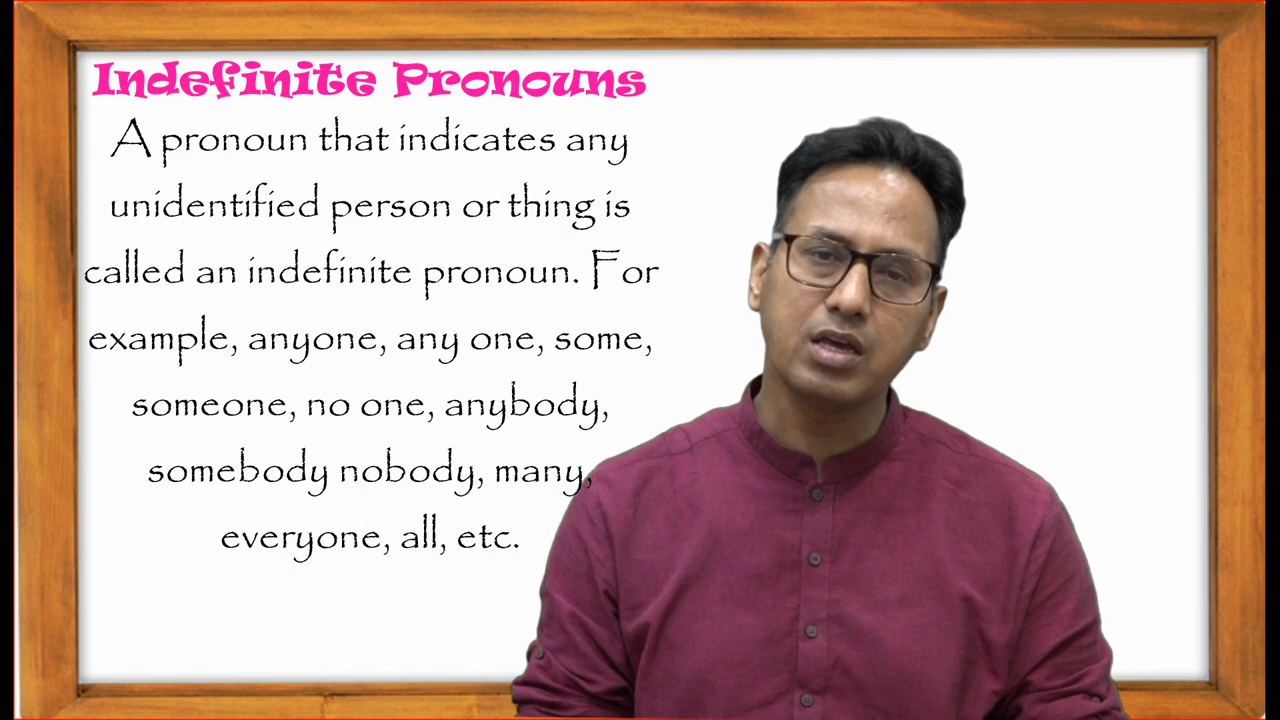 Indefinite Pronouns
A pronoun that indicates any
unidentified person or thing is
called an indefinite pronoun. For
example, anyone, any one, some,
someone, no one, anybody,
somebody nobody, many,
everyone, all, etc.